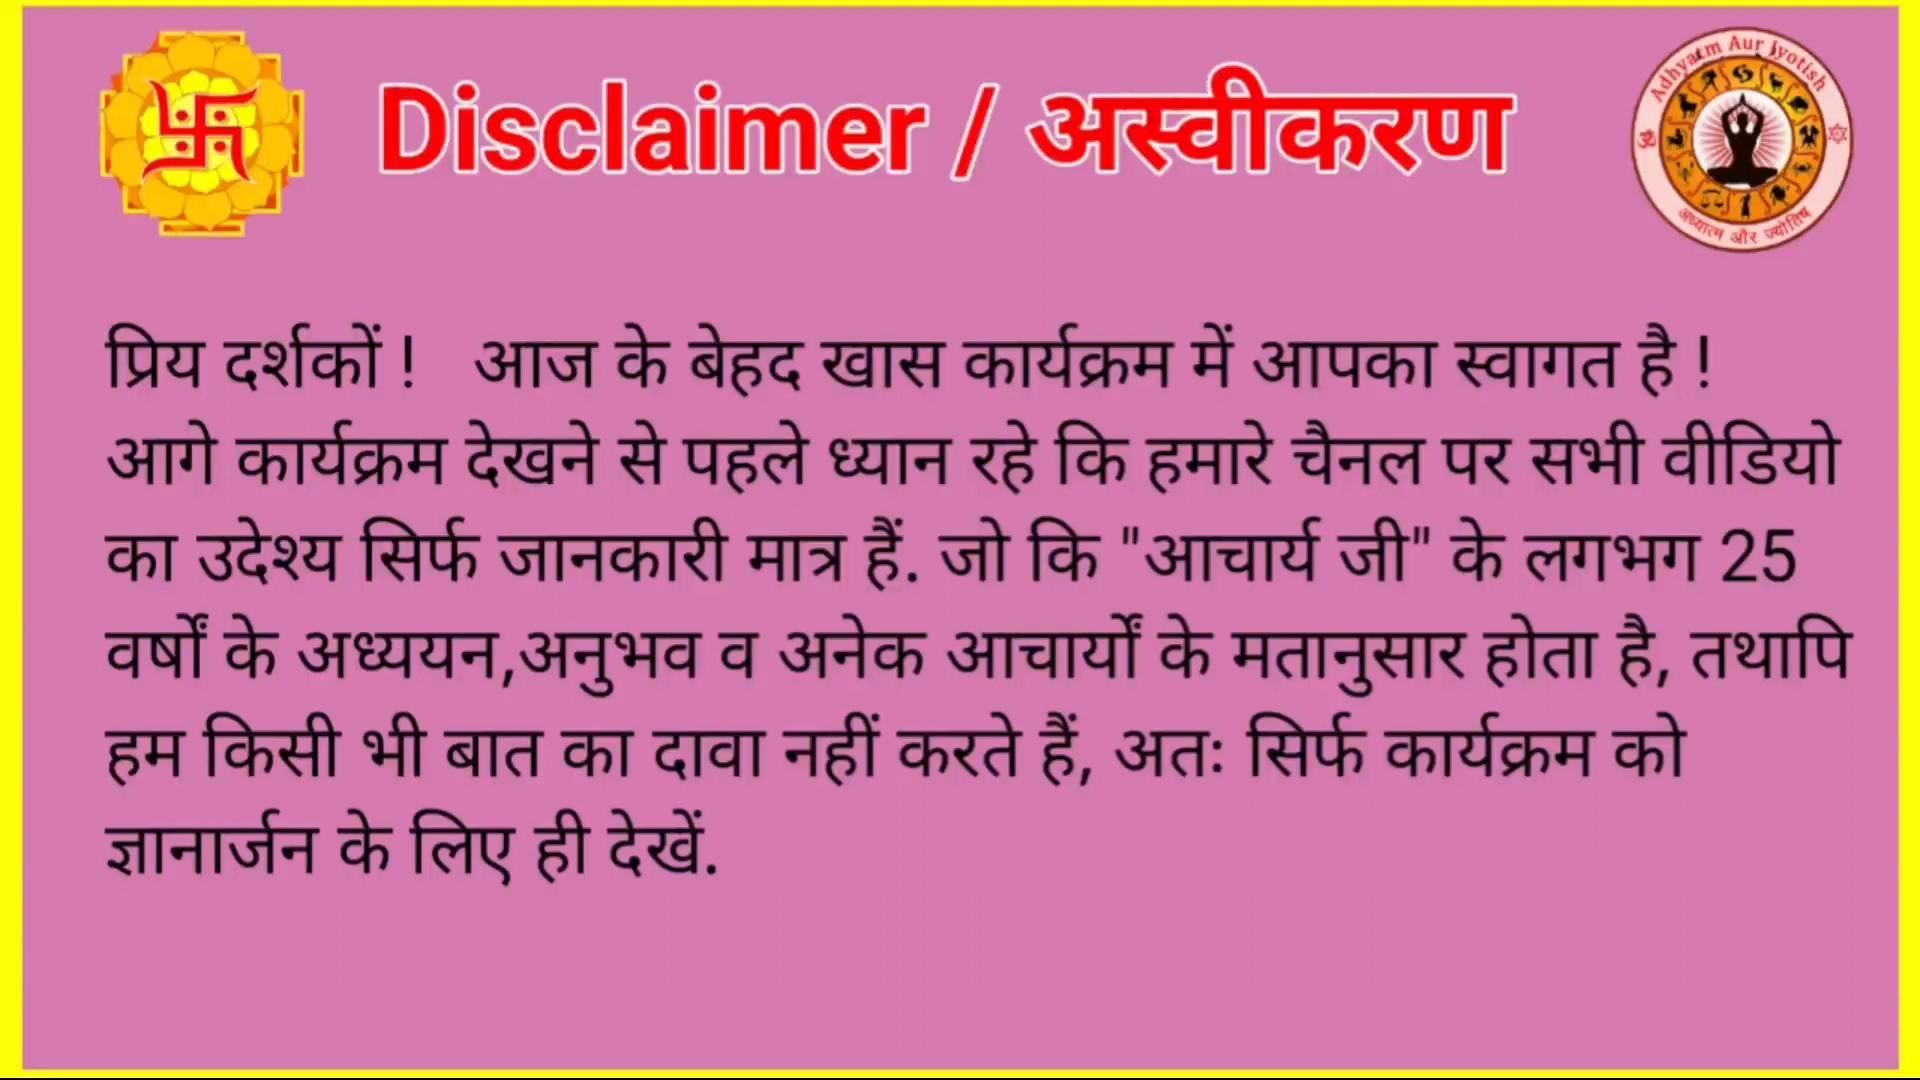 Disclaimer / अस्वीकरण
Adhyatm Aur Jyotish
अध्यात्म और ज्योतिष
प्रिय दर्शकों ! आज के बेहद खास कार्यक्रम में आपका स्वागत है !
आगे कार्यक्रम देखने से पहले ध्यान रहे कि हमारे चैनल पर सभी वीडियो
का उदेश्य सिर्फ जानकारी मात्र हैं. जो कि "आचार्य जी" के लगभग 25
वर्षों के अध्ययन,अनुभव व अनेक आचार्यों के मतानुसार होता है, तथापि
हम किसी भी बात का दावा नहीं करते हैं, अतः सिर्फ कार्यक्रम को
ज्ञानार्जन के लिए ही देखें.